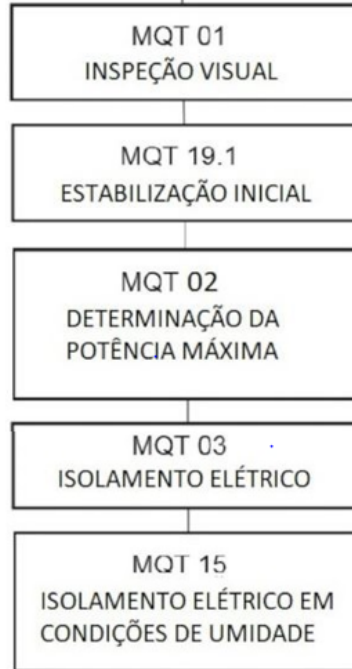 MQT 01
INSPEÇÃO VISUAL
MQT 19.1
ESTABILIZAÇÃO INICIAL
MQT 02
DETERMINAÇÃO DA
POTÊNCIA MÁXIMA
MQT 03
ISOLAMENTO ELÉTRICO
MQT 15
ISOLAMENTO ELÉTRICO EM
CONDIÇÕES DE UMIDADE